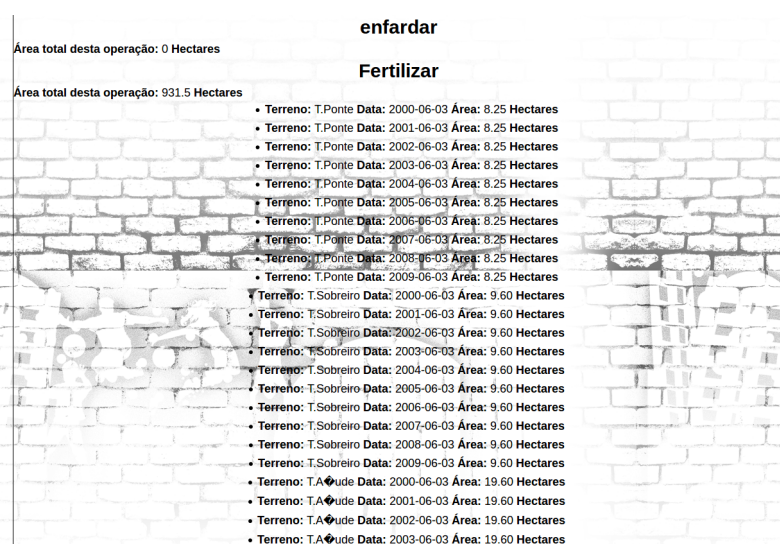 enfardar
Área total desta operação: 0 Hectares
Fertilizar
Área total desta operação: 931.5 Hectares
• Terreno: T.Ponte Data: 2000-06-03 Área: 8.25 Hectares
• Terreno: T.Ponte Data: 2001-06-03 Área: 8.25 Hectares
• Terreno: T.Ponte Data: 2002-06-03 Área: 8.25 Hectares
• Terreno: T.Ponte Data: 2003-06-03 Área: 8.25 Hectares
• Terreno: T.Ponte Data: 2004-06-03 Área: 8.25 Hectares
• Terreno: T.Ponte Data: 2005-06-03 Área: 8.25 Hectares
• Terreno: T.Ponte Data: 2006-06-03 Área: 8.25 Hectares
• Terreno: T.Ponte Data: 2007-06-03 Área: 8.25 Hectares
• Terreno: T.Ponte Data: 2008-06-03 Área: 8.25 Hectares
• Terreno: T.Ponte Data: 2009-06-03 Área: 8.25 Hectares
• Terreno: T.Sobreiro Data: 2000-06-03 Área: 9.60 Hectares
• Terreno: T.Sobreiro Data: 2001-06-03 Área: 9.60 Hectares
• Terreno: T.Sobreiro Data: 2002-06-03 Área: 9.60 Hectares
• Terreno: T.Sobreiro Data: 2003-06-03 Área: 9.60 Hectares
• Terreno: T.Sobreiro Data: 2004-06-03 Área: 9.60 Hectares
• Terreno: T.Sobreiro Data: 2005-06-03 Área: 9.60 Hectares
• Terreno: T.Sobreiro Data: 2006-06-03 Área: 9.60 Hectares
• Terreno: T.Sobreiro Data: 2007-06-03 Área: 9.60 Hectares
• Terreno: T.Sobreiro Data: 2008-06-03 Área: 9.60 Hectares
• Terreno: T.Sobreiro Data: 2009-06-03 Área: 9.60 Hectares
• Terreno: T.A�ude Data: 2000-06-03 Área: 19.60 Hectares
• Terreno: T.A�ude Data: 2001-06-03 Área: 19.60 Hectares
• Terreno: T.A�ude Data: 2002-06-03 Área: 19.60 Hectares
• Terreno: T.A�ude Data: 2003-06-03 Área: 19.60 Hectares